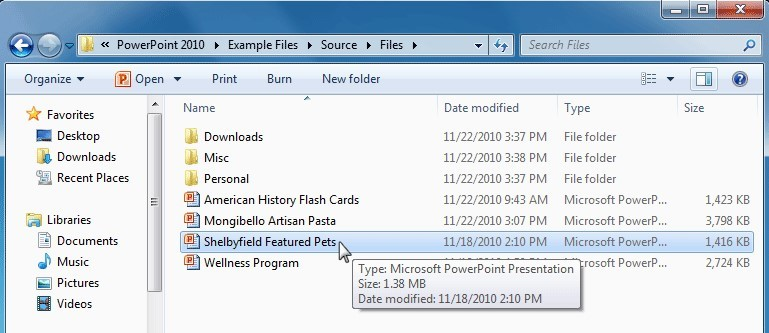 PowerPoint 2010 Example Files Source Files Search Files
Organize Open Print Burn New folder
Name Date modified Type Size
Favorites
Desktop
Downloads
Recent Places
Libraries
Documents
Music
Pictures
Videos
Downloads 11/22/2010 3:37 PM File folder
Misc 11/22/2010 3:38 PM File folder
Personal 11/22/2010 3:37 PM File folder
American History Flash Cards 11/22/2010 9:43 AM Microsoft PowerP... 1,423 KB
Mongibello Artisan Pasta 11/22/2010 3:07 PM Microsoft PowerP... 3,798 KB
Shelbyfield Featured Pets 11/18/2010 2:10 PM Microsoft PowerP... 1,416 KB
Wellness Program Microsoft PowerP... 2,724 KB
Type: Microsoft PowerPoint Presentation
Size: 1.38 MB
Date modified: 11/18/2010 2:10 PM